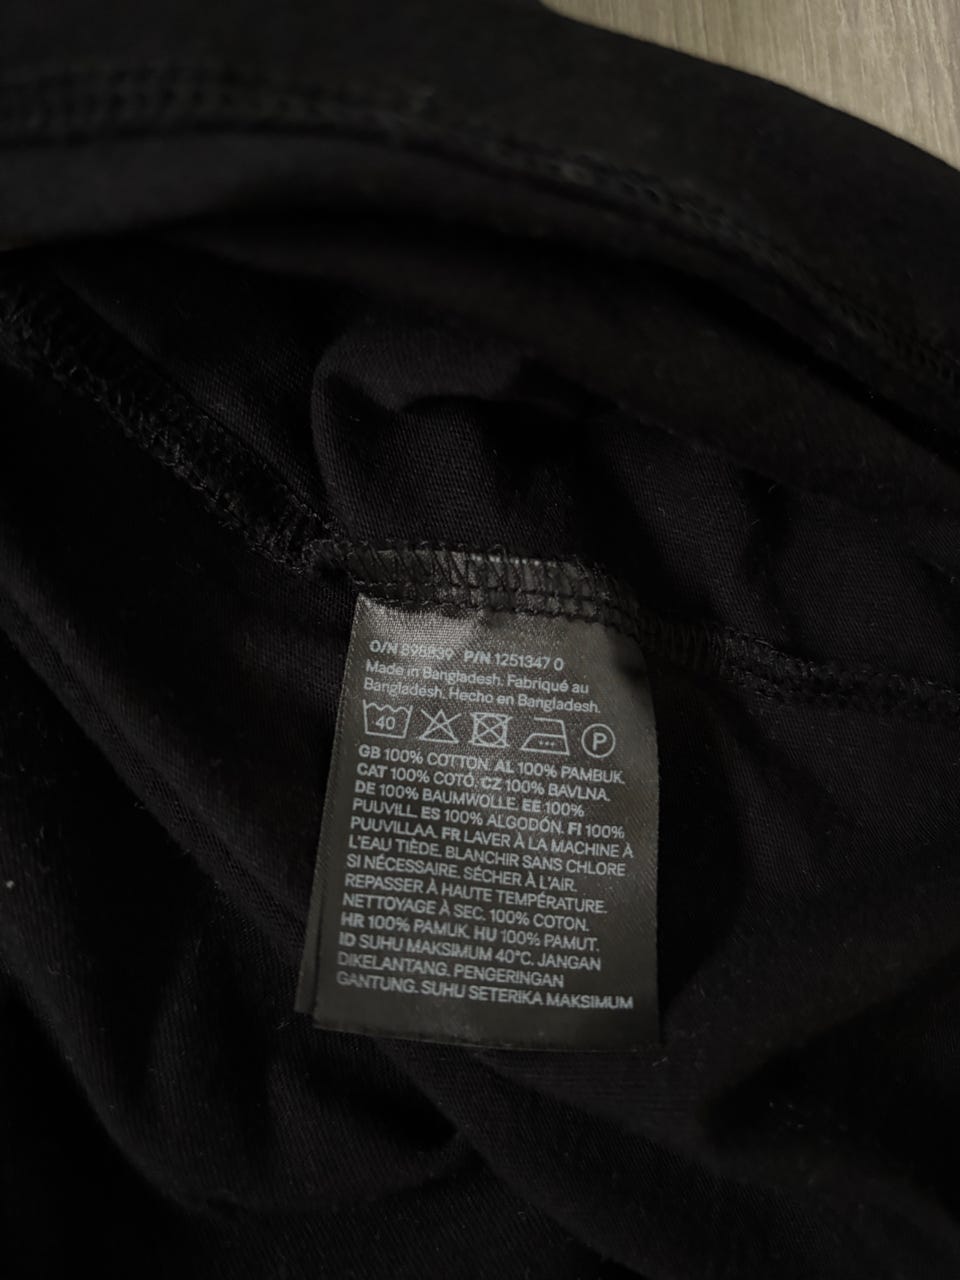 O/N 898839 P/N 1251347 0
Made in Bangladesh. Fabriqué au
Bangladesh. Hecho en Bangladesh.
40 P
GB 100% COTTON. AL 100% PAMBUK.
CAT 100% COTÓ. CZ 100% BAVLNA.
DE 100% BAUMWOLLE. EE 100%
PUUVILL. ES 100% ALGODÓN. FI 100%
PUUVILLAA. FR LAVER À LA MACHINE À
L'EAU TIÈDE. BLANCHIR SANS CHLORE
SI NÉCESSAIRE. SÉCHER À L'AIR.
REPASSER À HAUTE TEMPÉRATURE.
NETTOYAGE À SEC. 100% COTON.
HR 100% PAMUK. HU 100% PAMUT.
ID SUHU MAKSIMUM 40°C. JANGAN
DIKELANTANG. PENGERINGAN
GANTUNG. SUHU SETERIKA MAKSIMUM